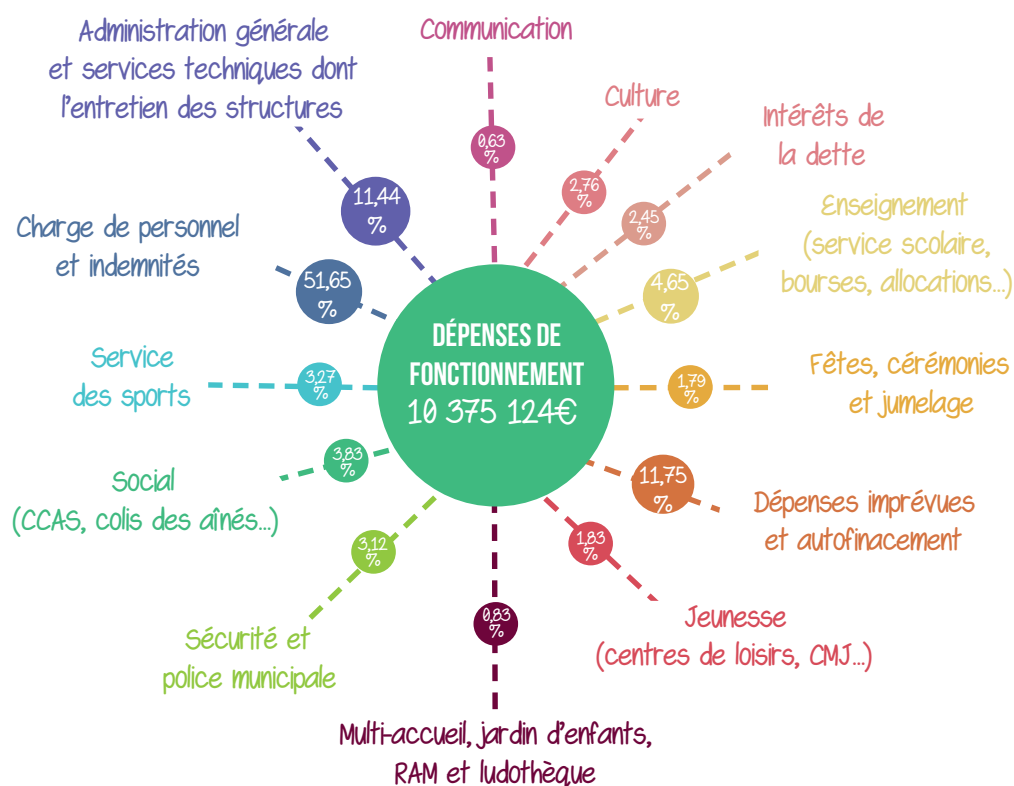 Administration générale
et services techniques dont
l'entretien des structures
11,44
%
Communication
0,63
%
Culture
2,76
%
Intérêts de
la dette
2,45
%
Enseignement
(service scolaire,
bourses, allocations...)
4,65
%
Charge de personnel
et indemnités
51,65
%
DÉPENSES DE
FONCTIONNEMENT
10 375 124€
Service
des sports
3,27
%
Fêtes, cérémonies
et jumelage
1,79
%
Social
(CCAS, colis des aînés...)
3,83
%
Dépenses imprévues
et autofinacement
11,75
%
Sécurité et
police municipale
3,12
%
Jeunesse
(centres de loisirs, CMJ...)
1,83
%
0,83
%
Multi-accueil, jardin d'enfants,
RAM et ludothèque